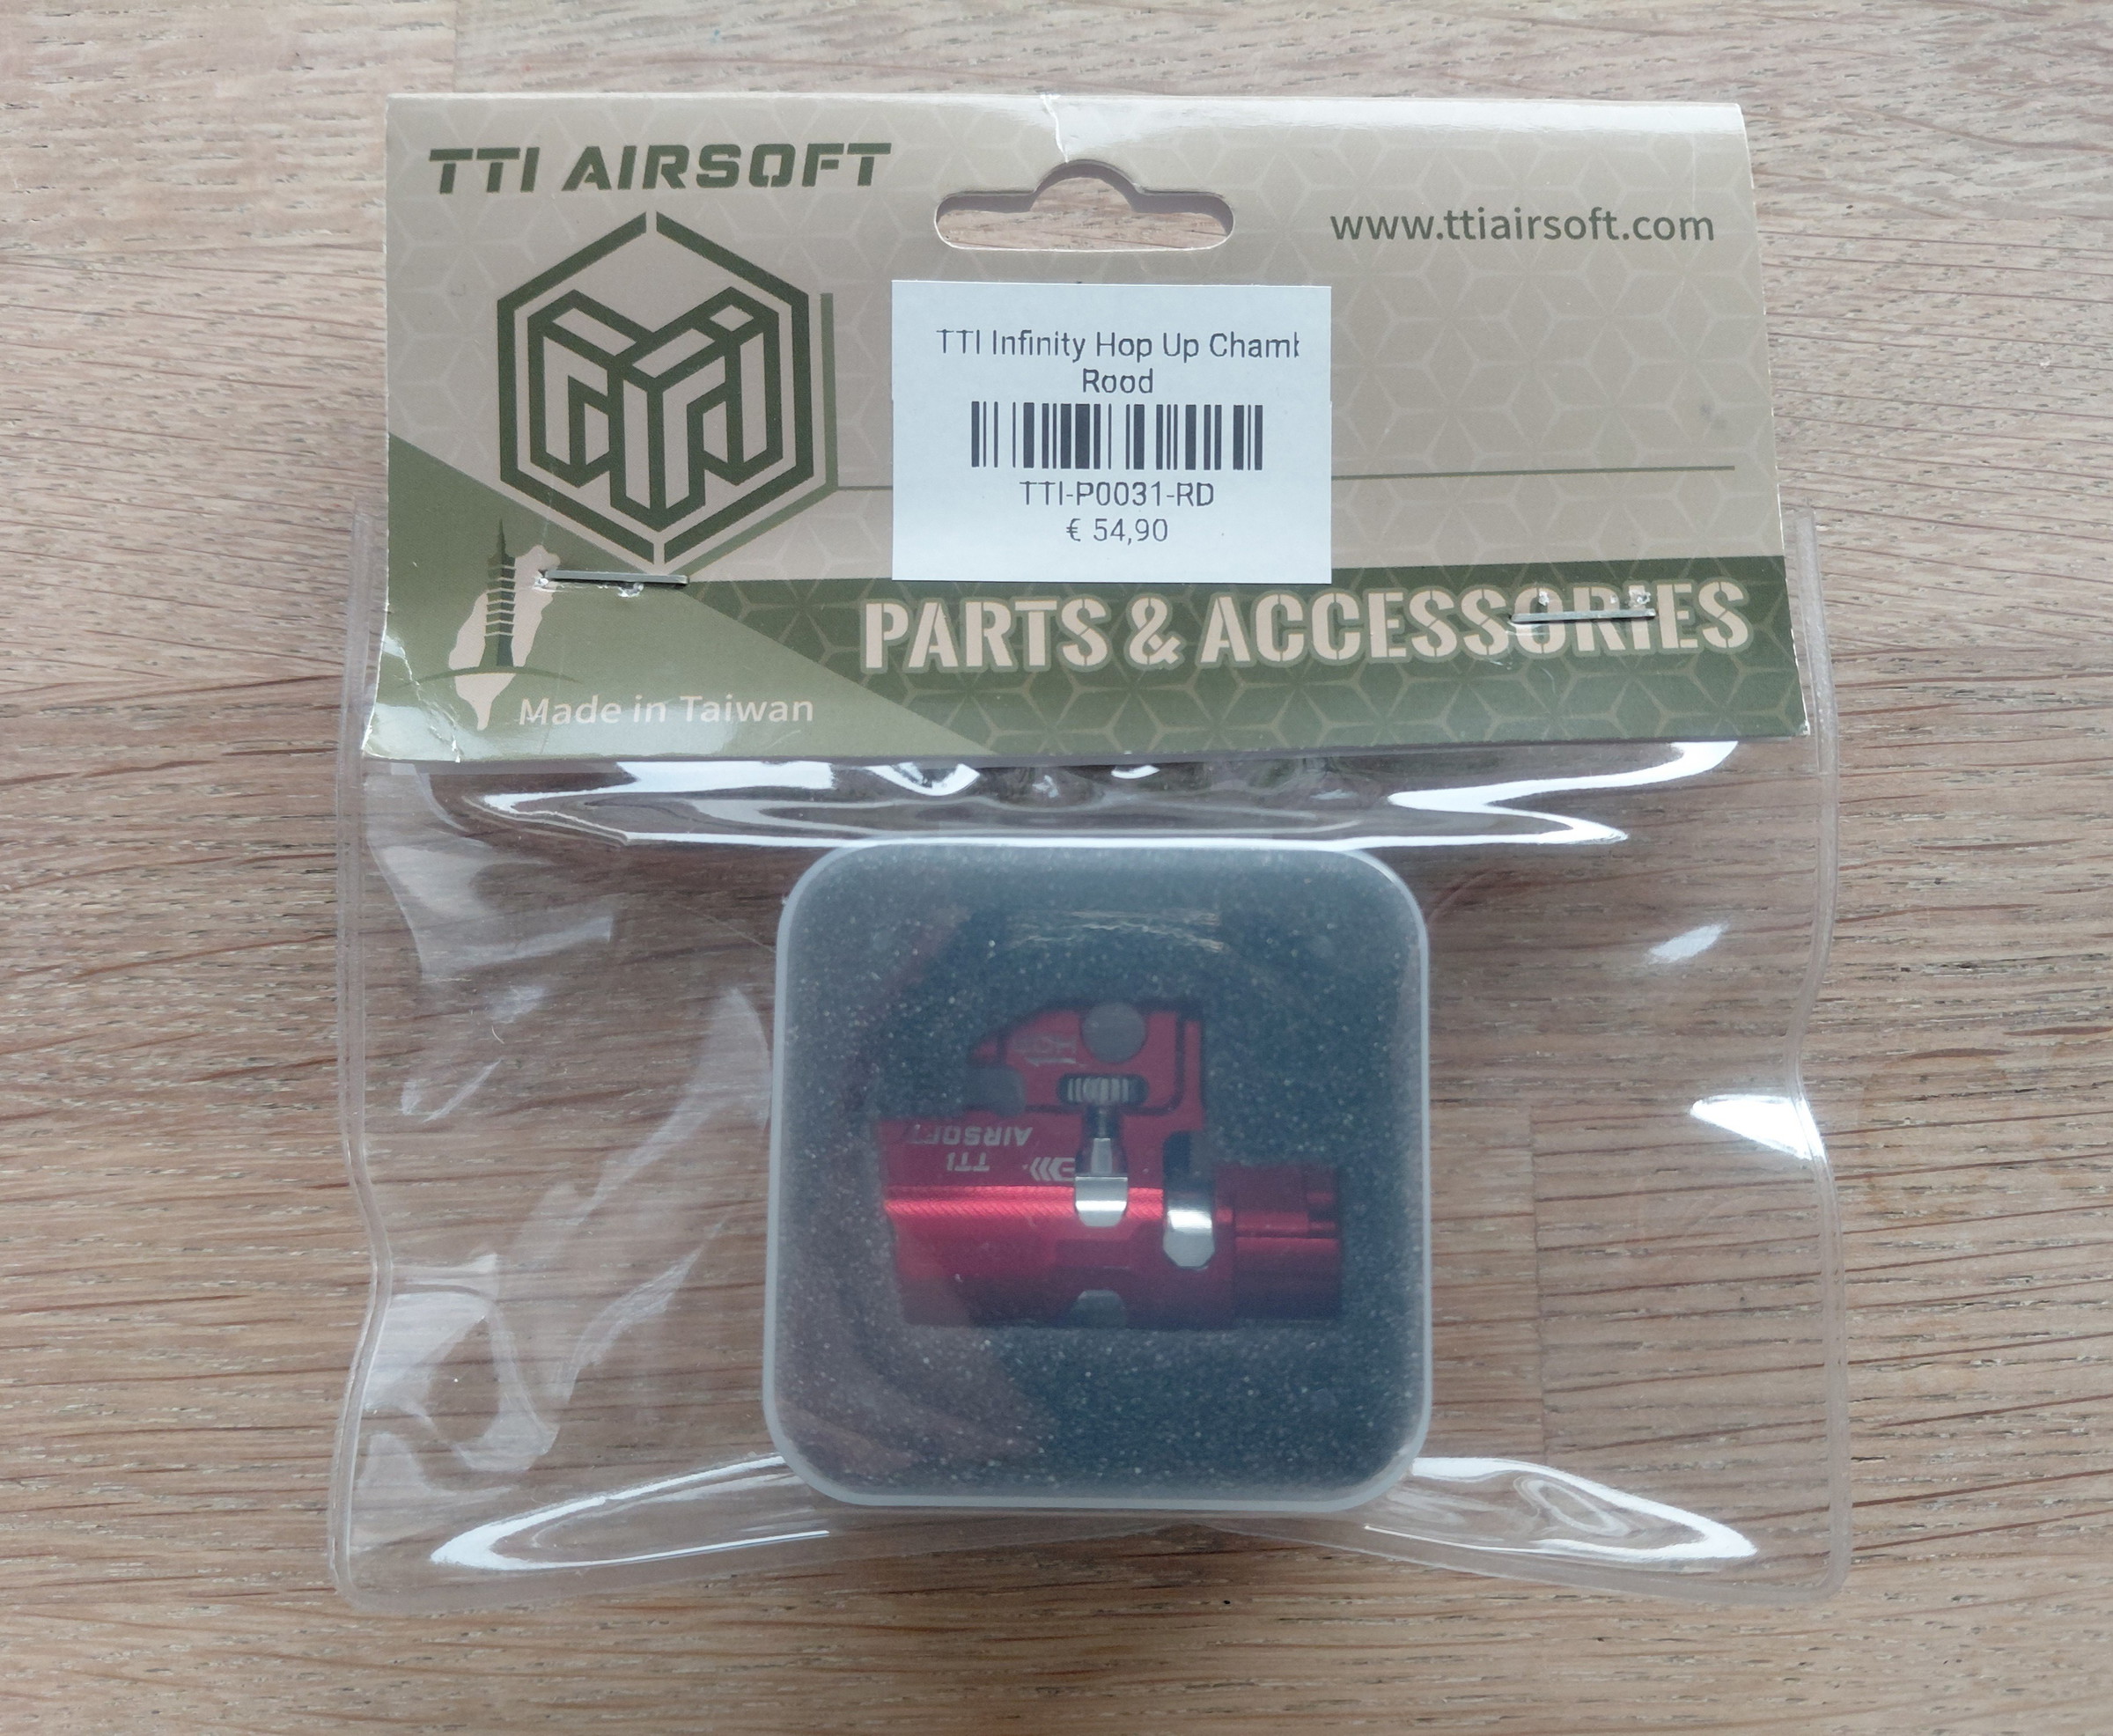 TTI AIRSOFT
www.ttiairsoft.com
TTI Infinity Hop Up Chamb
Rood
TTI-P0031-RD
€ 54,90
PARTS & ACCESSORIES
Made in Taiwan
TTI
AIRSOFT